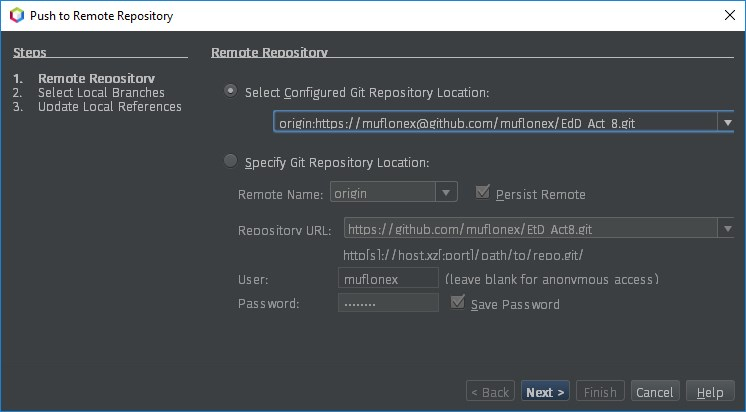 Push to Remote Repository
Steps
1. Remote Repository
2. Select Local Branches
3. Update Local References
Remote Repository
Select Configured Git Repository Location:
origin:https://muflonex@github.com/muflonex/EdD_Act_8.git
Specify Git Repository Location:
Remote Name: origin Persist Remote
Repository URL: https://github.com/muflonex/EtD_Act8.git
http[s]://host.xz[:port]/path/to/repo.git/
User: muflonex (leave blank for anonymous access)
Password: •••••••• Save Password
< Back Next > Finish Cancel Help